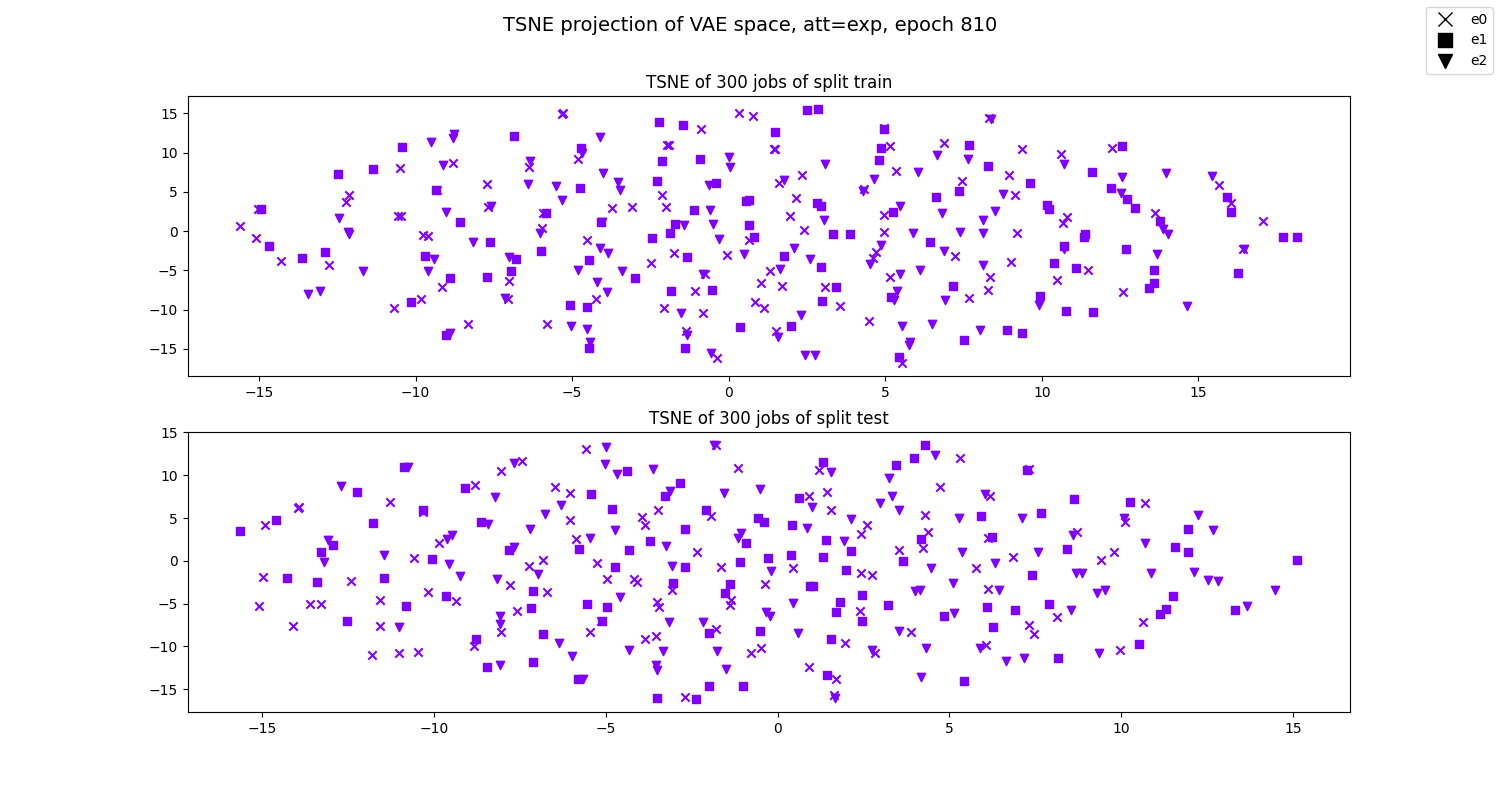 TSNE projection of VAE space, att=exp, epoch 810
e0
e1
e2
TSNE of 300 jobs of split train
15
10
5
0
−5
−10
−15
−15 −10 −5 0 5 10 15
TSNE of 300 jobs of split test
15
10
5
0
−5
−10
−15
−15 −10 −5 0 5 10 15